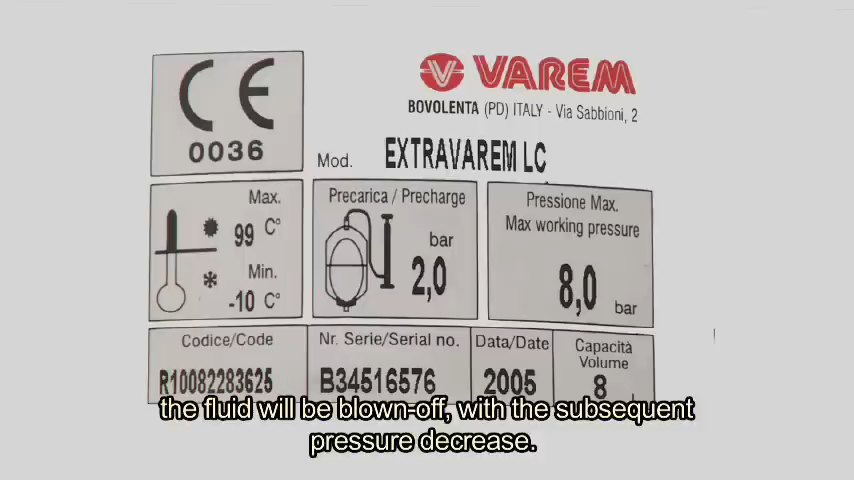 VAREM
BOVOLENTA (PD) ITALY - Via Sabbioni, 2
CE
0036
Mod. EXTRAVAREM LC
Max.
99 C°
Min.
-10 C°
Precarica / Precharge
bar
2,0
Pressione Max.
Max working pressure
8,0 bar
Codice/Code
R10082283625
Nr. Serie/Serial no.
B34516576
Data/Date
2005
Capacità
Volume
8 l
the fluid will be blown-off, with the subsequent
pressure decrease.